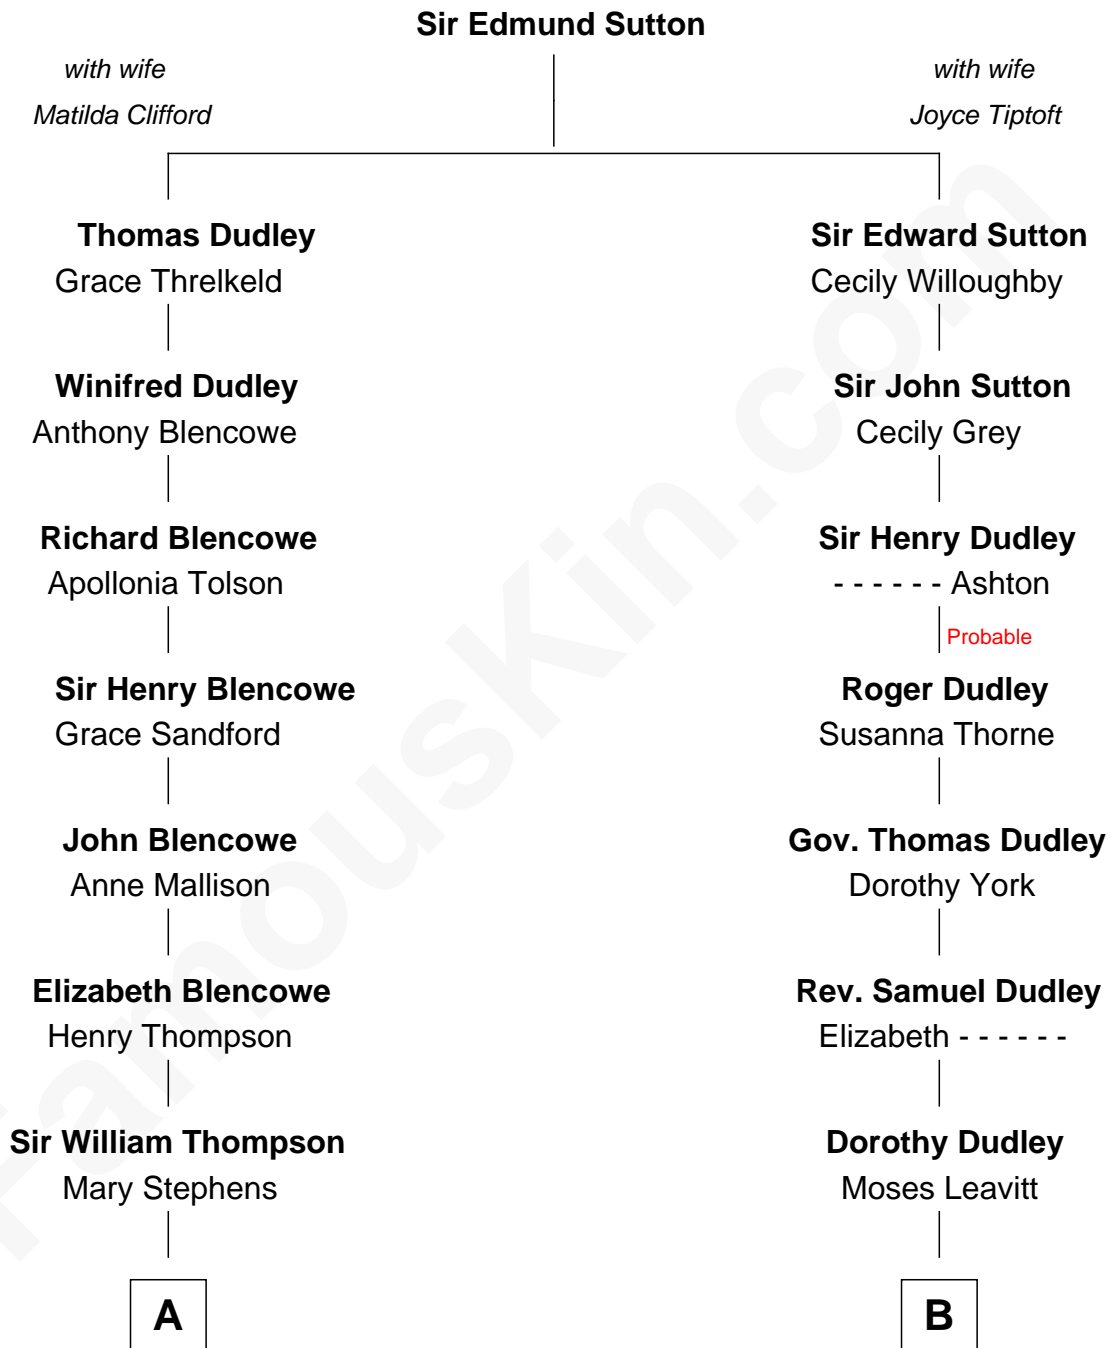 Sir Edmund Sutton
with wife
Matilda Clifford
with wife
Joyce Tiptoft
Thomas Dudley
Grace Threlkeld
Sir Edward Sutton
Cecily Willoughby
Winifred Dudley
Anthony Blencowe
Sir John Sutton
Cecily Grey
Richard Blencowe
Apollonia Tolson
Sir Henry Dudley
- - - - - - Ashton
Probable
Sir Henry Blencowe
Grace Sandford
Roger Dudley
Susanna Thorne
John Blencowe
Anne Mallison
Gov. Thomas Dudley
Dorothy York
Elizabeth Blencowe
Henry Thompson
Rev. Samuel Dudley
Elizabeth - - - - - -
Sir William Thompson
Mary Stephens
Dorothy Dudley
Moses Leavitt
A
B
FamousKin.com